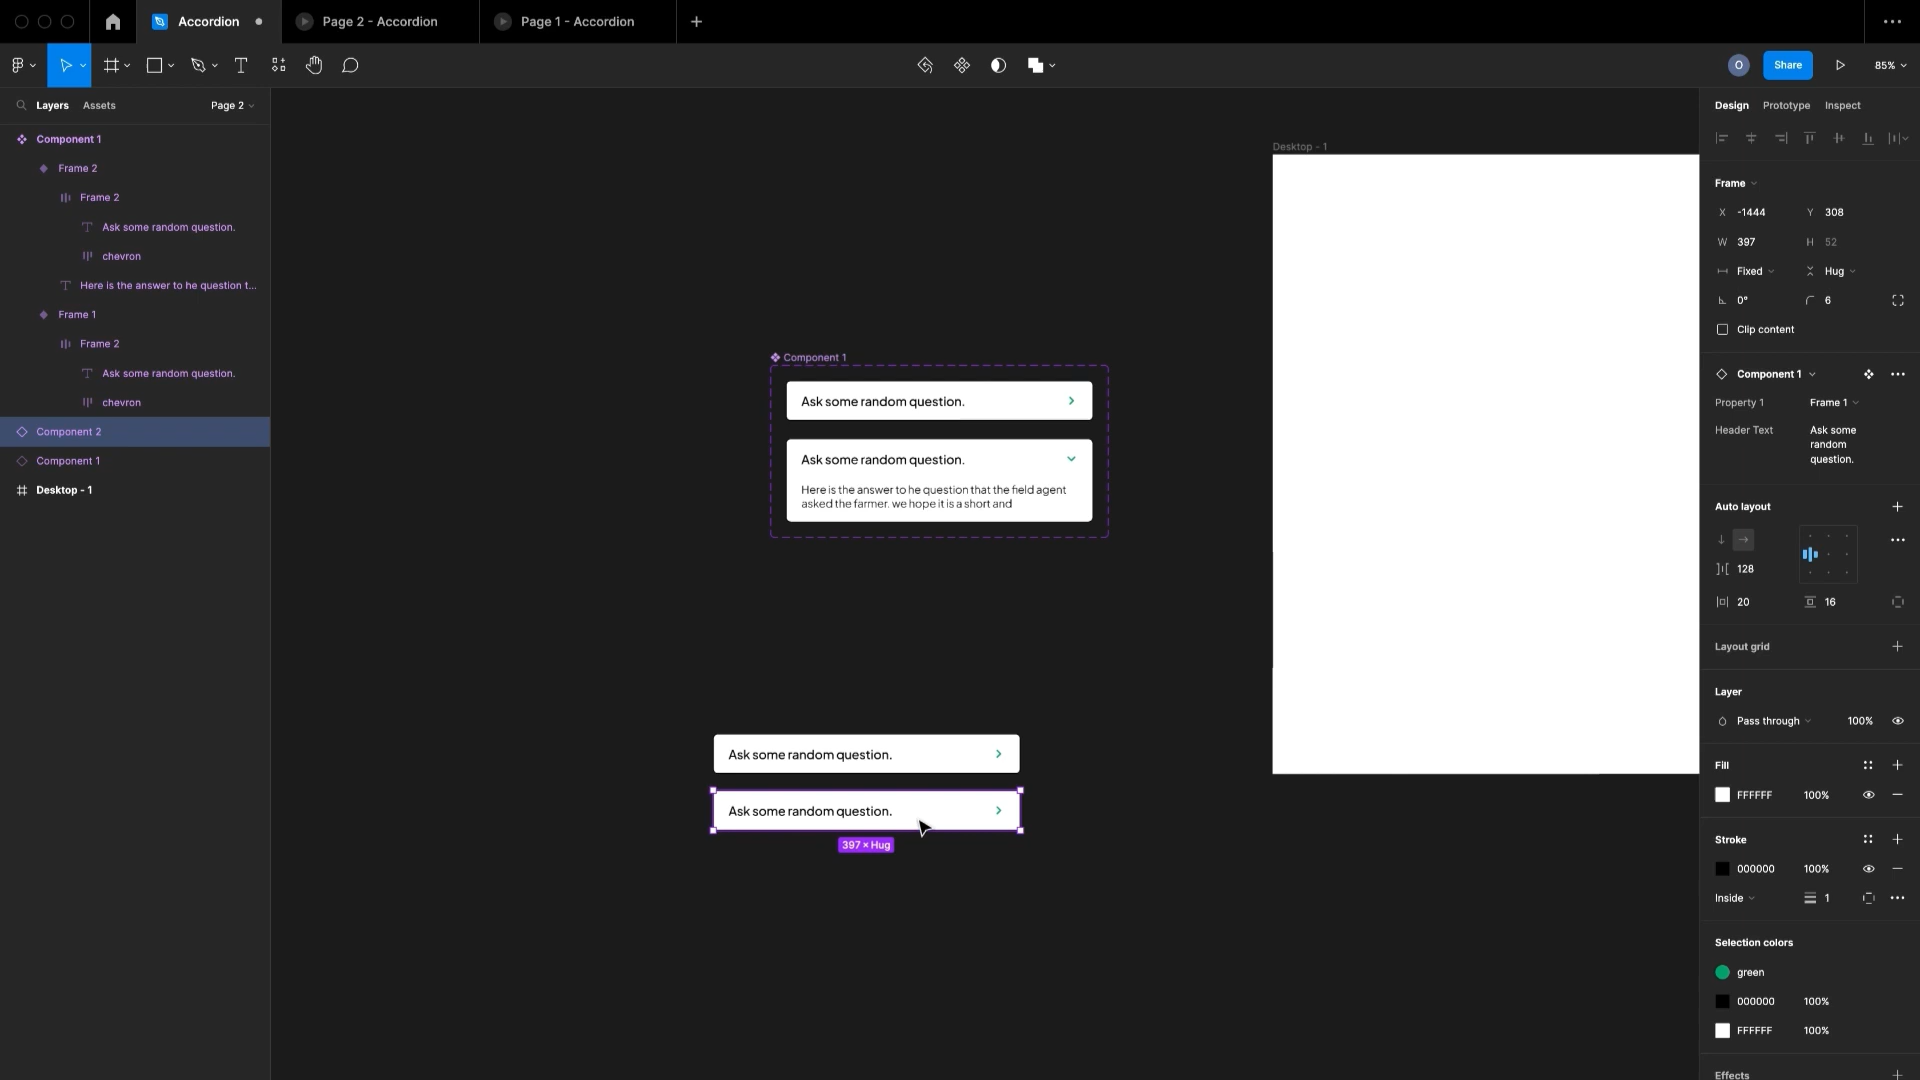 Accordion
Page 2 - Accordion
Page 1 - Accordion
O
Share
85%
Layers
Assets
Page 2
Component 1
Frame 2
Frame 2
Ask some random question.
chevron
Here is the answer to he question t...
Frame 1
Frame 2
Ask some random question.
chevron
Component 2
Component 1
Desktop - 1
Desktop - 1
Component 1
Ask some random question.
Ask some random question.
Here is the answer to he question that the field agent
asked the farmer. we hope it is a short and
Ask some random question.
Ask some random question.
397 × Hug
Design
Prototype
Inspect
Frame
X -1444 Y 308
W 397 H 52
Fixed Hug
0° 6
Clip content
Component 1
Property 1 Frame 1
Header Text Ask some
random
question.
Auto layout
128
20 16
Layout grid
Layer
Pass through 100%
Fill
FFFFFF 100%
Stroke
000000 100%
Inside 1
Selection colors
green
000000 100%
FFFFFF 100%
Effects